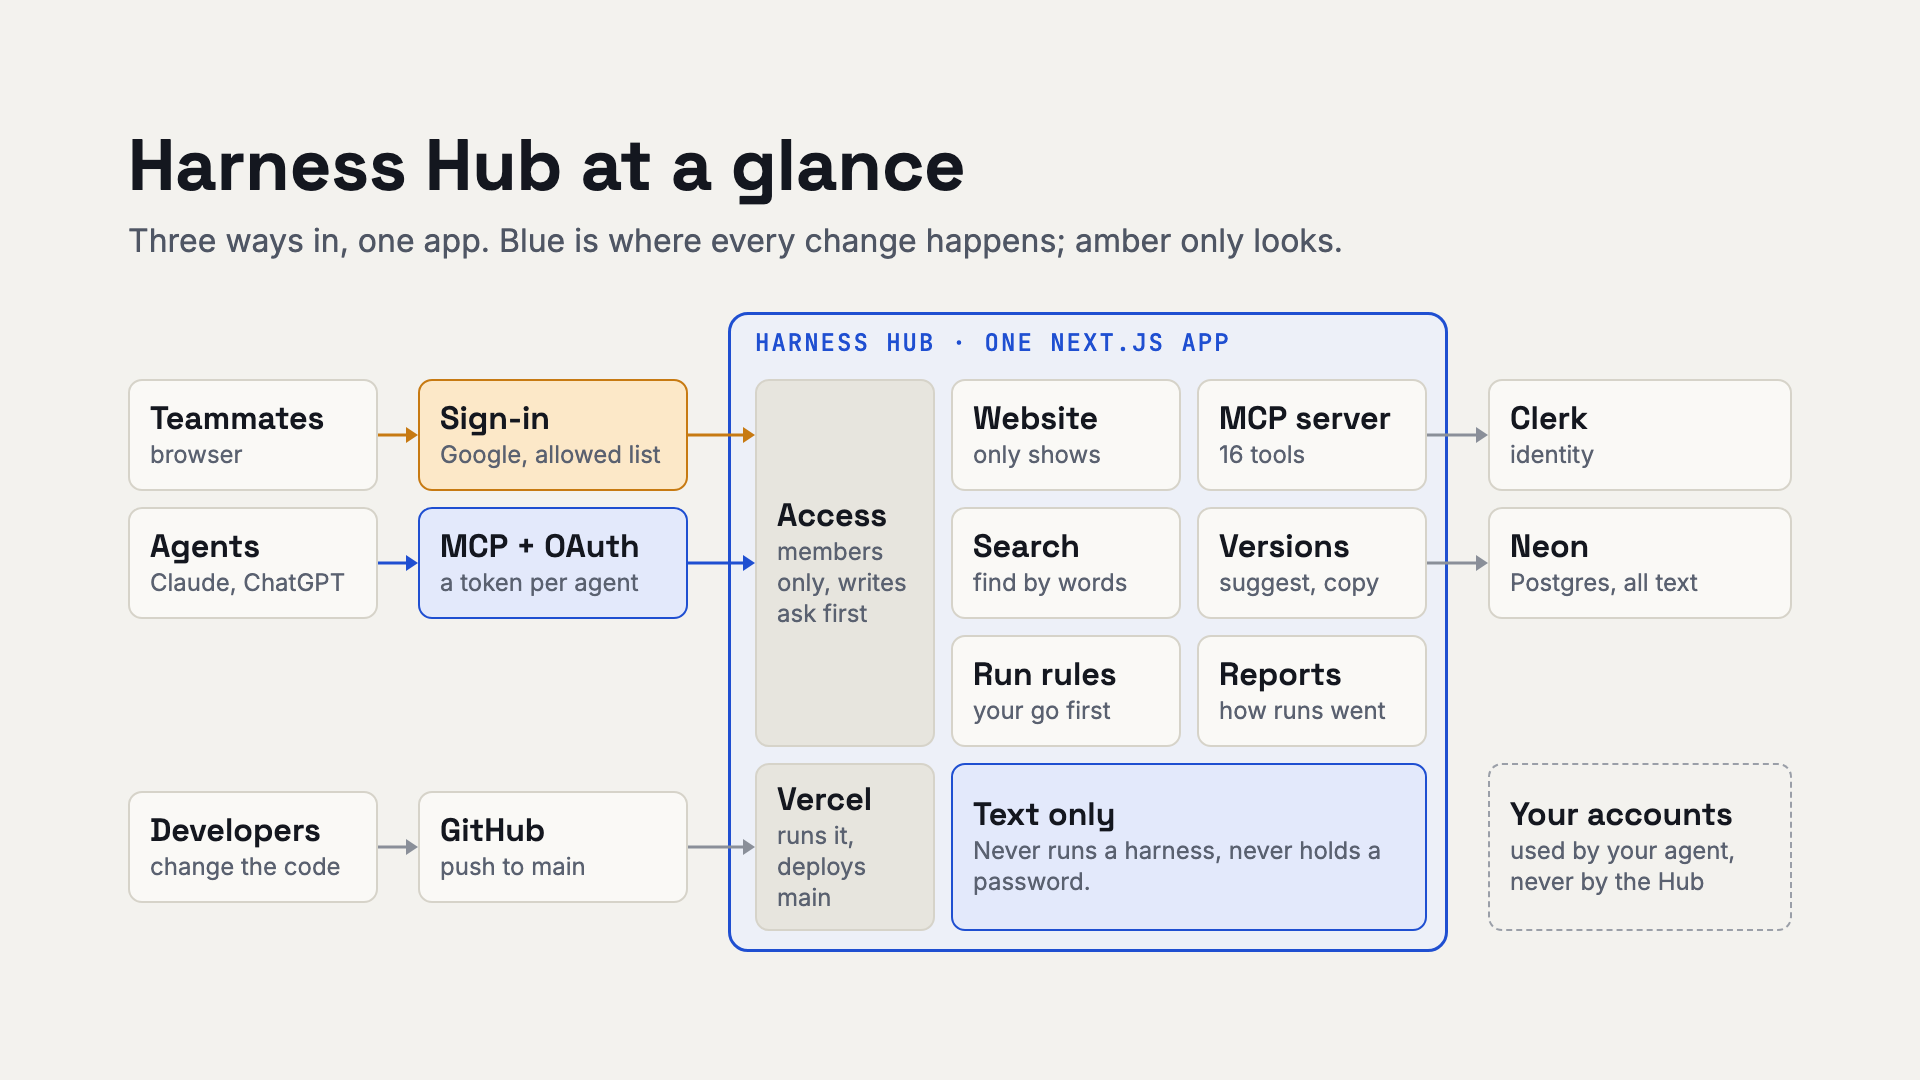 Harness Hub at a glance
Three ways in, one app. Blue is where every change happens; amber only looks.
HARNESS HUB · ONE NEXT.JS APP
Teammates
browser
Sign-in
Google, allowed list
Agents
Claude, ChatGPT
MCP + OAuth
a token per agent
Developers
change the code
GitHub
push to main
Access
members
only, writes
ask first
Website
only shows
MCP server
16 tools
Search
find by words
Versions
suggest, copy
Run rules
your go first
Reports
how runs went
Vercel
runs it,
deploys
main
Text only
Never runs a harness, never holds a
password.
Clerk
identity
Neon
Postgres, all text
Your accounts
used by your agent,
never by the Hub